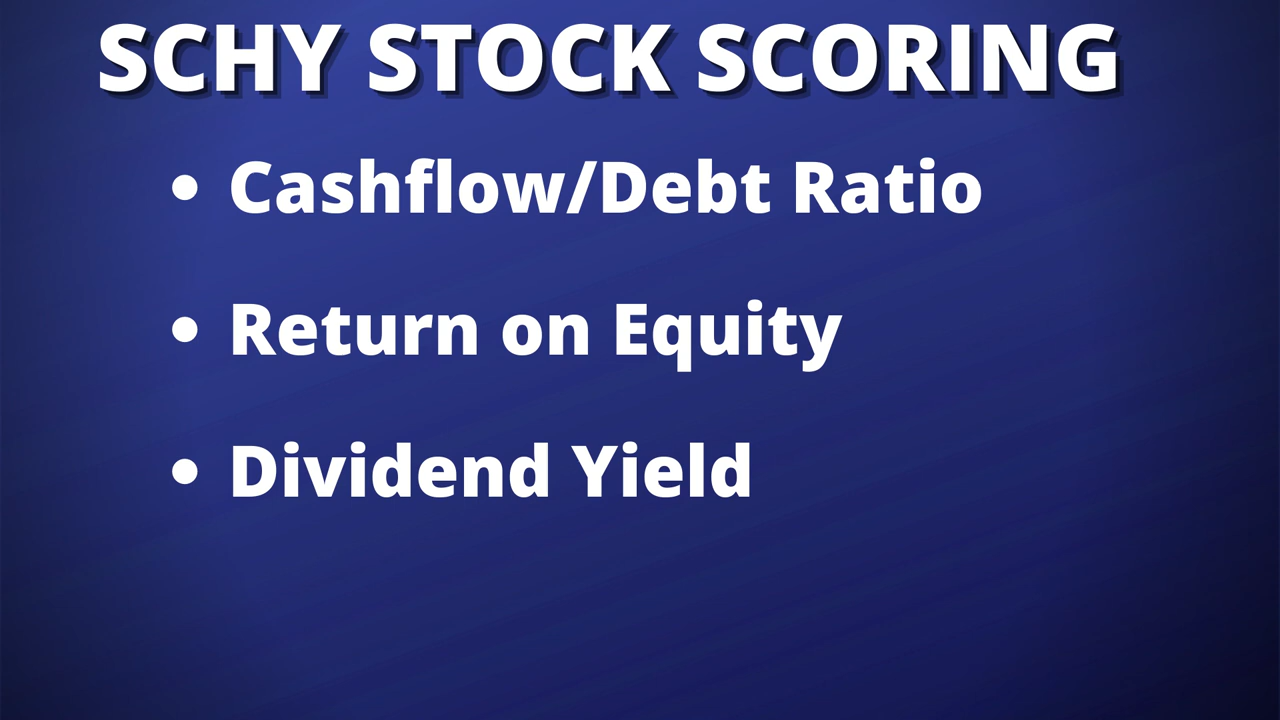 SCHY STOCK SCORING
• Cashflow/Debt Ratio
• Return on Equity
• Dividend Yield